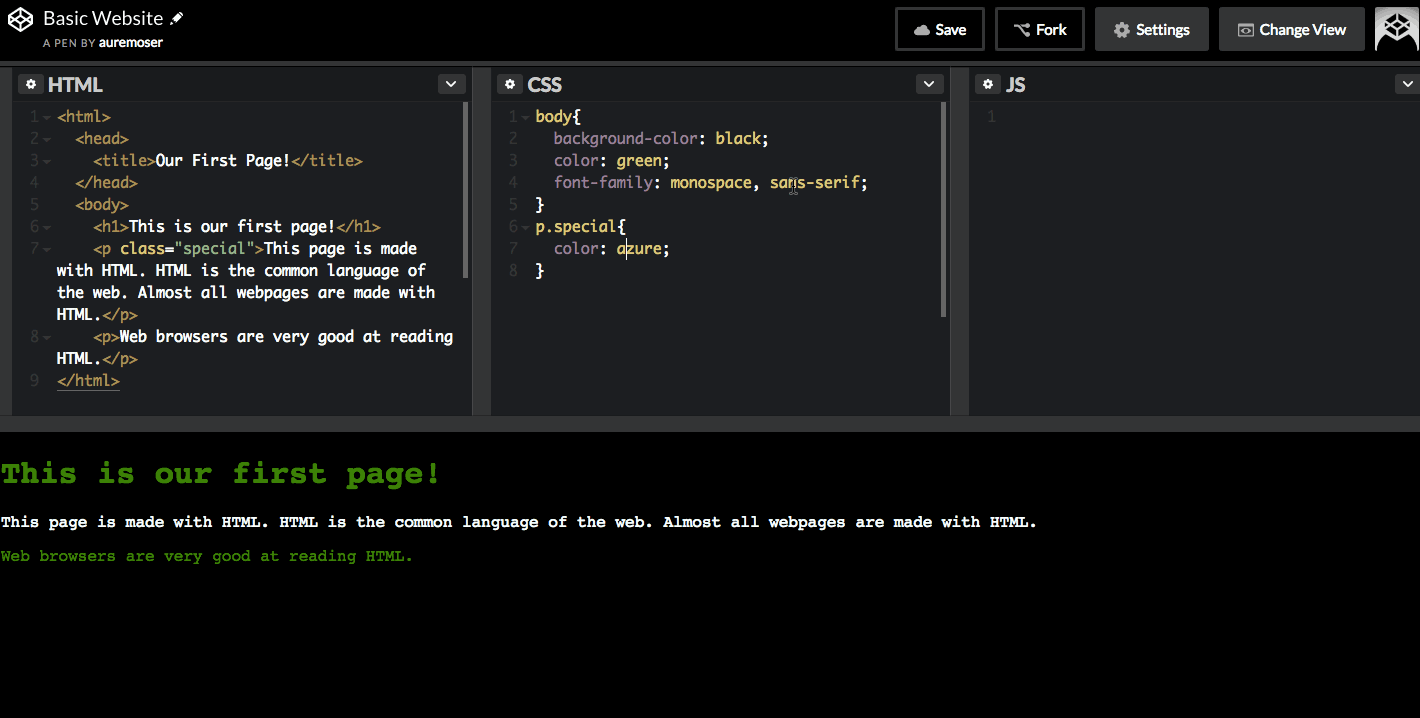 Basic Website
A PEN BY auremoser
Save
Fork
Settings
Change View
HTML
1 <html>
2 <head>
3 <title>Our First Page!</title>
4 </head>
5 <body>
6 <h1>This is our first page!</h1>
7 <p class="special">This page is made
with HTML. HTML is the common language of
the web. Almost all webpages are made with
HTML.</p>
8 <p>Web browsers are very good at reading
HTML.</p>
9 </html>
CSS
1 body{
2 background-color: black;
3 color: green;
4 font-family: monospace, sans-serif;
5 }
6 p.special{
7 color: azure;
8 }
JS
1
This is our first page!
This page is made with HTML. HTML is the common language of the web. Almost all webpages are made with HTML.
Web browsers are very good at reading HTML.